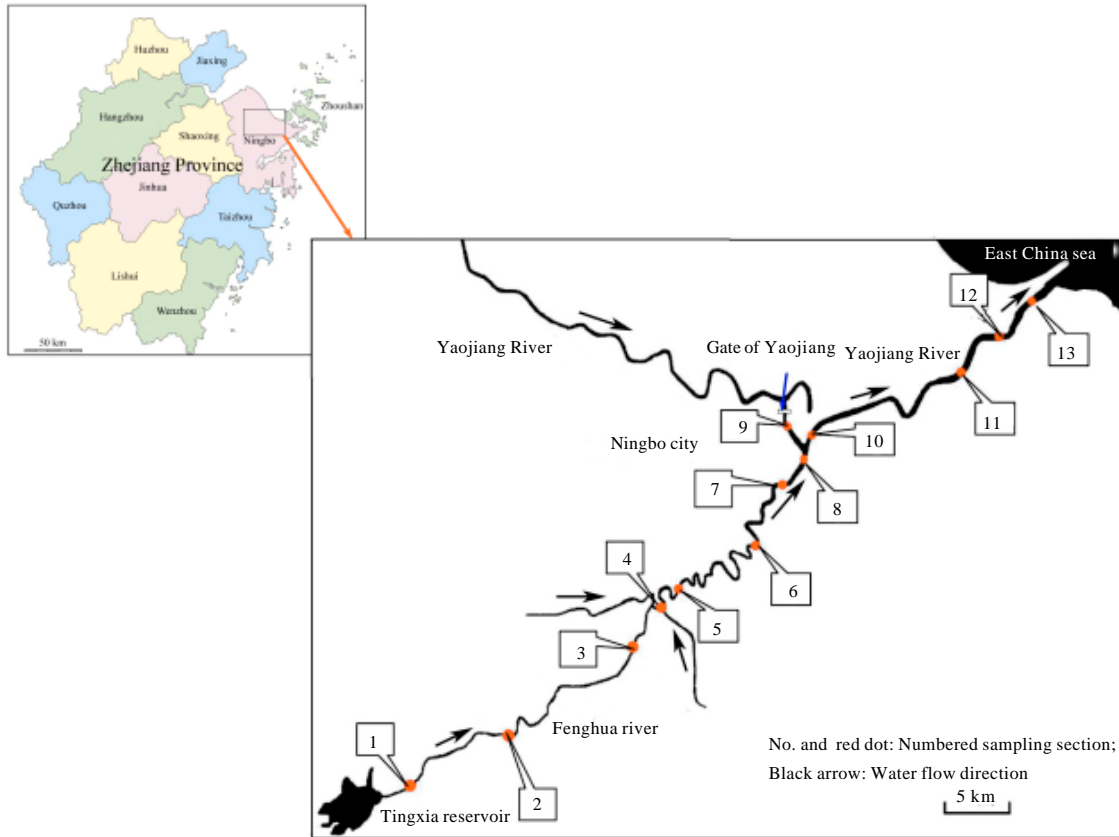 Huzhou
Jiaxing
Hangzhou
Zhoushan
Shaoxing
Ningbo
Zhejiang Province
Jinhua
Quzhou
Taizhou
Lishui
Wenzhou
50 km
East China sea
12
Yaojiang River
Gate of Yaojiang
Yaojiang River
13
11
9
10
Ningbo city
7
8
4
6
5
3
Fenghua river
1
No. and red dot: Numbered sampling section;
Black arrow: Water flow direction
2
5 km
Tingxia reservoir